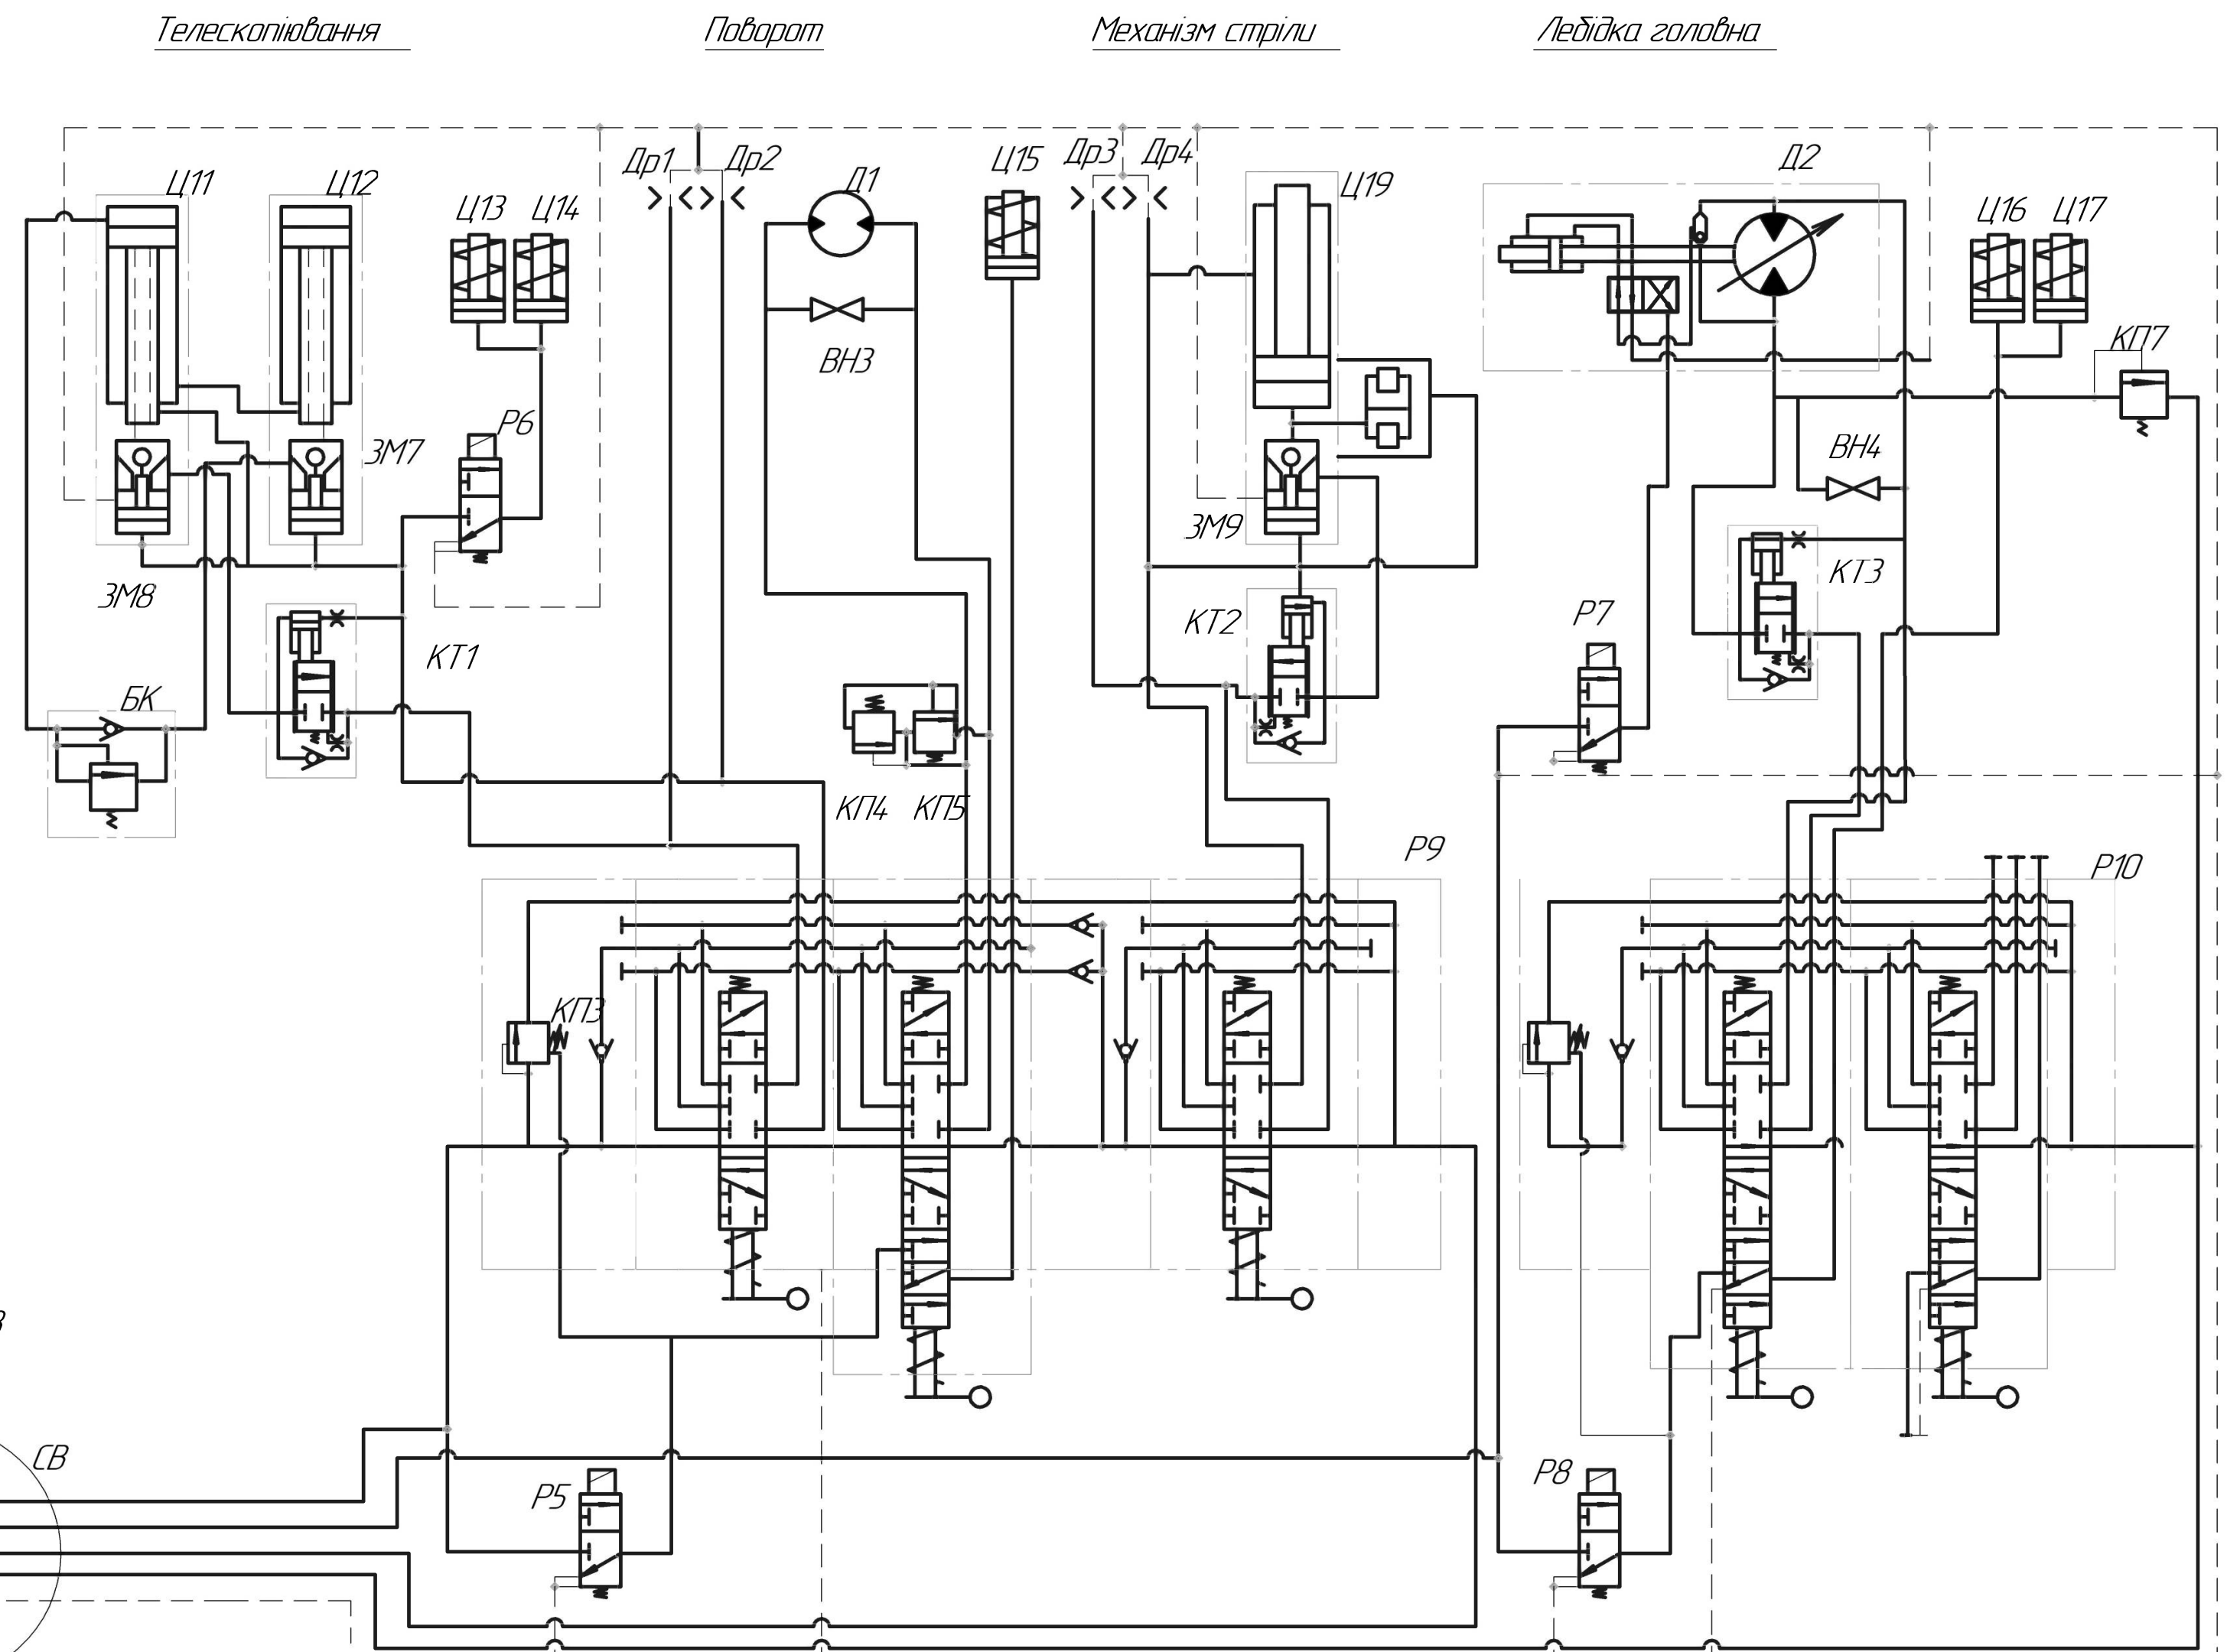 Телескопіювання
Поворот
Механізм стріли
Лебідка головна
Ц11
Ц12
Ц13
Ц14
Др1
Др2
Д1
Ц15
Др3
Др4
Ц19
Д2
Ц16
Ц17
ВН3
КП7
Р6
ЗМ7
ВН4
ЗМ9
КТ3
ЗМ8
КТ2
Р7
КТ1
БК
КП4
КП5
Р9
Р10
КП3
СВ
Р5
Р8